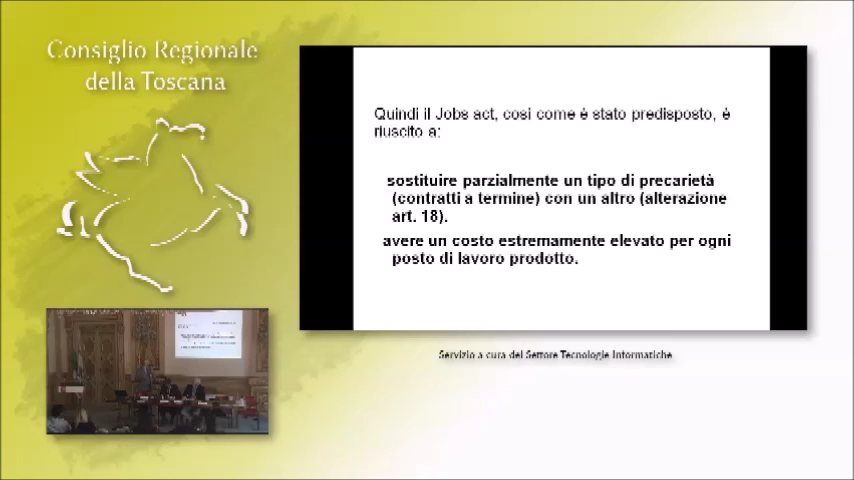 Consiglio Regionale
della Toscana
Quindi il Jobs act, così come è stato predisposto, è
riuscito a:
sostituire parzialmente un tipo di precarietà
(contratti a termine) con un altro (alterazione
art. 18).
avere un costo estremamente elevato per ogni
posto di lavoro prodotto.
Servizio a cura del Settore Tecnologie Informatiche